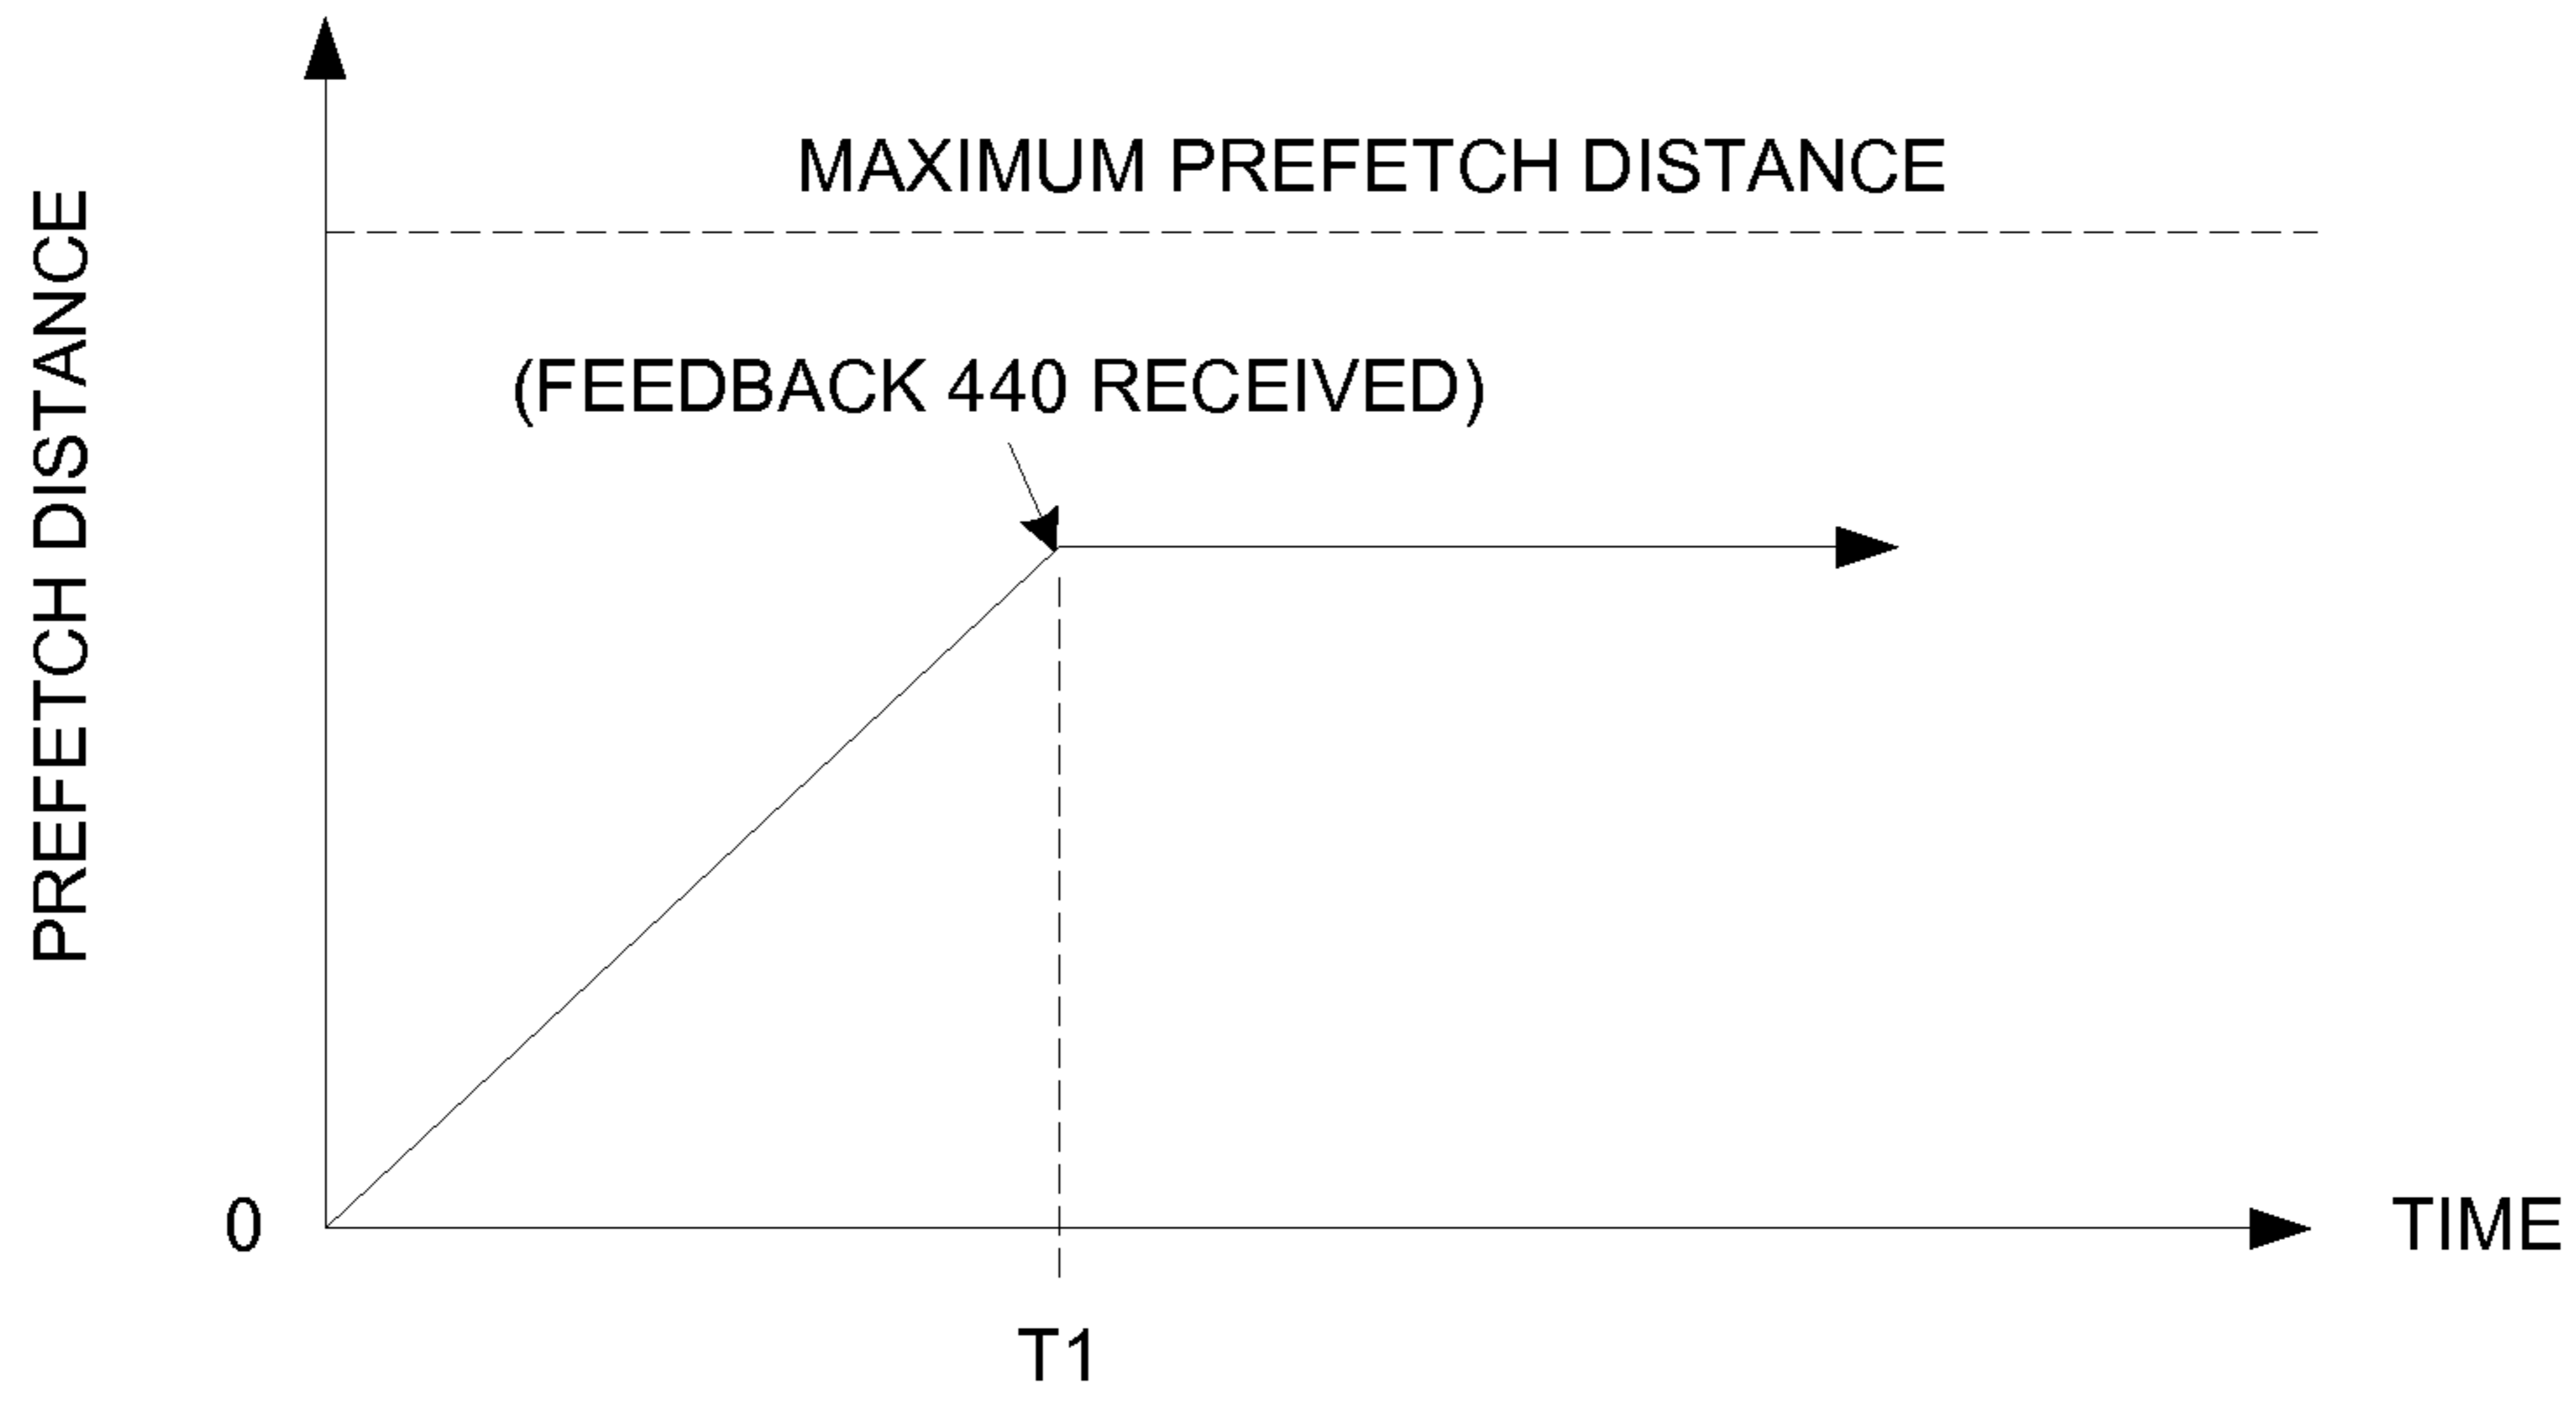 MAXIMUM PREFETCH DISTANCE
(FEEDBACK 440 RECEIVED)
PREFETCH DISTANCE
0
TIME
T1